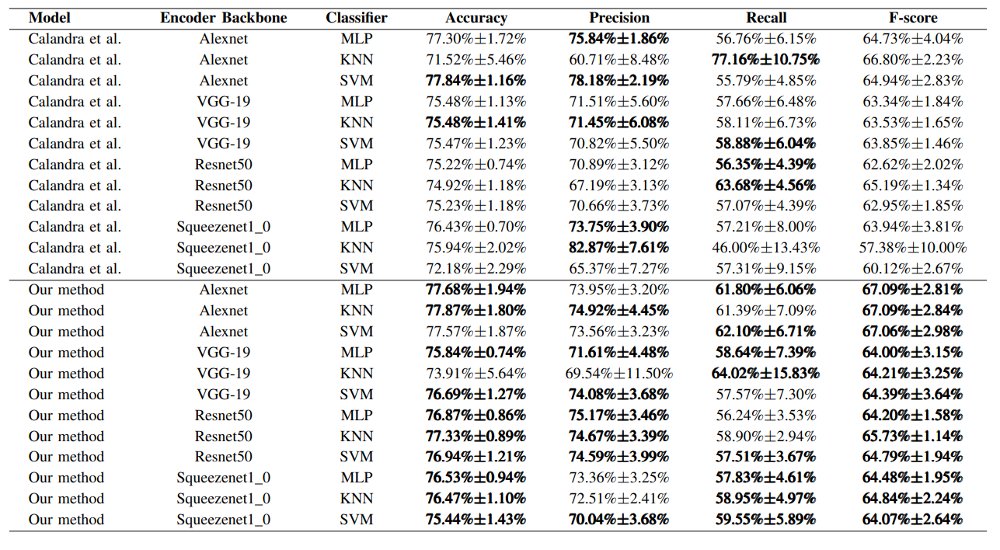 Model Encoder Backbone Classifier Accuracy Precision Recall F-score
Calandra et al. Alexnet MLP 77.30%±1.72% 75.84%±1.86% 56.76%±6.15% 64.73%±4.04%
Calandra et al. Alexnet KNN 71.52%±5.46% 60.71%±8.48% 77.16%±10.75% 66.80%±2.23%
Calandra et al. Alexnet SVM 77.84%±1.16% 78.18%±2.19% 55.79%±4.85% 64.94%±2.83%
Calandra et al. VGG-19 MLP 75.48%±1.13% 71.51%±5.60% 57.66%±6.48% 63.34%±1.84%
Calandra et al. VGG-19 KNN 75.48%±1.41% 71.45%±6.08% 58.11%±6.73% 63.53%±1.65%
Calandra et al. VGG-19 SVM 75.47%±1.23% 70.82%±5.50% 58.88%±6.04% 63.85%±1.46%
Calandra et al. Resnet50 MLP 75.22%±0.74% 70.89%±3.12% 56.35%±4.39% 62.62%±2.02%
Calandra et al. Resnet50 KNN 74.92%±1.18% 67.19%±3.13% 63.68%±4.56% 65.19%±1.34%
Calandra et al. Resnet50 SVM 75.23%±1.18% 70.66%±3.73% 57.07%±4.39% 62.95%±1.85%
Calandra et al. Squeezenet1_0 MLP 76.43%±0.70% 73.75%±3.90% 57.21%±8.00% 63.94%±3.81%
Calandra et al. Squeezenet1_0 KNN 75.94%±2.02% 82.87%±7.61% 46.00%±13.43% 57.38%±10.00%
Calandra et al. Squeezenet1_0 SVM 72.18%±2.29% 65.37%±7.27% 57.31%±9.15% 60.12%±2.67%
Our method Alexnet MLP 77.68%±1.94% 73.95%±3.20% 61.80%±6.06% 67.09%±2.81%
Our method Alexnet KNN 77.87%±1.80% 74.92%±4.45% 61.39%±7.09% 67.09%±2.84%
Our method Alexnet SVM 77.57%±1.87% 73.56%±3.23% 62.10%±6.71% 67.06%±2.98%
Our method VGG-19 MLP 75.84%±0.74% 71.61%±4.48% 58.64%±7.39% 64.00%±3.15%
Our method VGG-19 KNN 73.91%±5.64% 69.54%±11.50% 64.02%±15.83% 64.21%±3.25%
Our method VGG-19 SVM 76.69%±1.27% 74.08%±3.68% 57.57%±7.30% 64.39%±3.64%
Our method Resnet50 MLP 76.87%±0.86% 75.17%±3.46% 56.24%±3.53% 64.20%±1.58%
Our method Resnet50 KNN 77.33%±0.89% 74.67%±3.39% 58.90%±2.94% 65.73%±1.14%
Our method Resnet50 SVM 76.94%±1.21% 74.59%±3.99% 57.51%±3.67% 64.79%±1.94%
Our method Squeezenet1_0 MLP 76.53%±0.94% 73.36%±3.25% 57.83%±4.61% 64.48%±1.95%
Our method Squeezenet1_0 KNN 76.47%±1.10% 72.51%±2.41% 58.95%±4.97% 64.84%±2.24%
Our method Squeezenet1_0 SVM 75.44%±1.43% 70.04%±3.68% 59.55%±5.89% 64.07%±2.64%